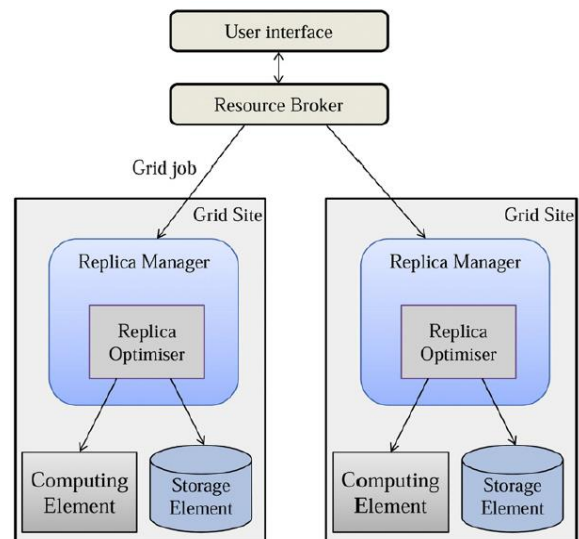 User interface
Resource Broker
Grid job
Grid Site
Replica Manager
Replica
Optimiser
Computing
Element
Storage
Element
Grid Site
Replica Manager
Replica
Optimiser
Computing
Element
Storage
Element